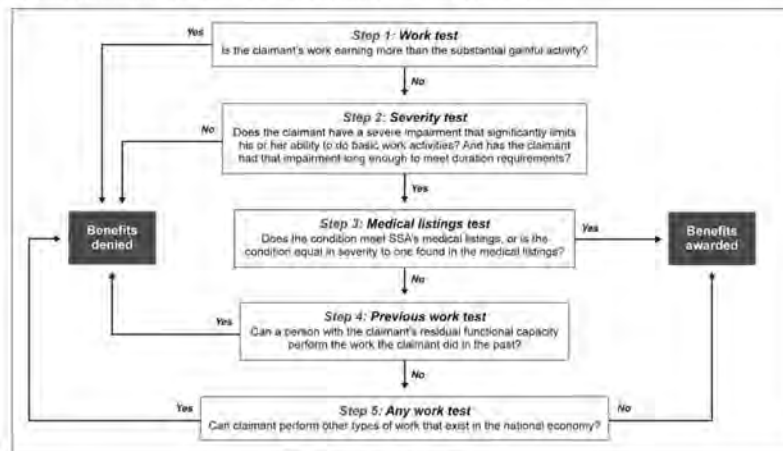 Step 1: Work test
Is the claimant's work earning more than the substantial gainful activity?
Yes
No
Step 2: Severity test
Does the claimant have a severe impairment that significantly limits
his or her ability to do basic work activities? And has the claimant
had that impairment long enough to meet duration requirements?
No
Yes
Benefits
denied
Step 3: Medical listings test
Does the condition meet SSA's medical listings, or is the
condition equal in severity to one found in the medical listings?
Yes
Benefits
awarded
No
Step 4: Previous work test
Can a person with the claimant's residual functional capacity
perform the work the claimant did in the past?
Yes
No
Step 5: Any work test
Can claimant perform other types of work that exist in the national economy?
Yes
No